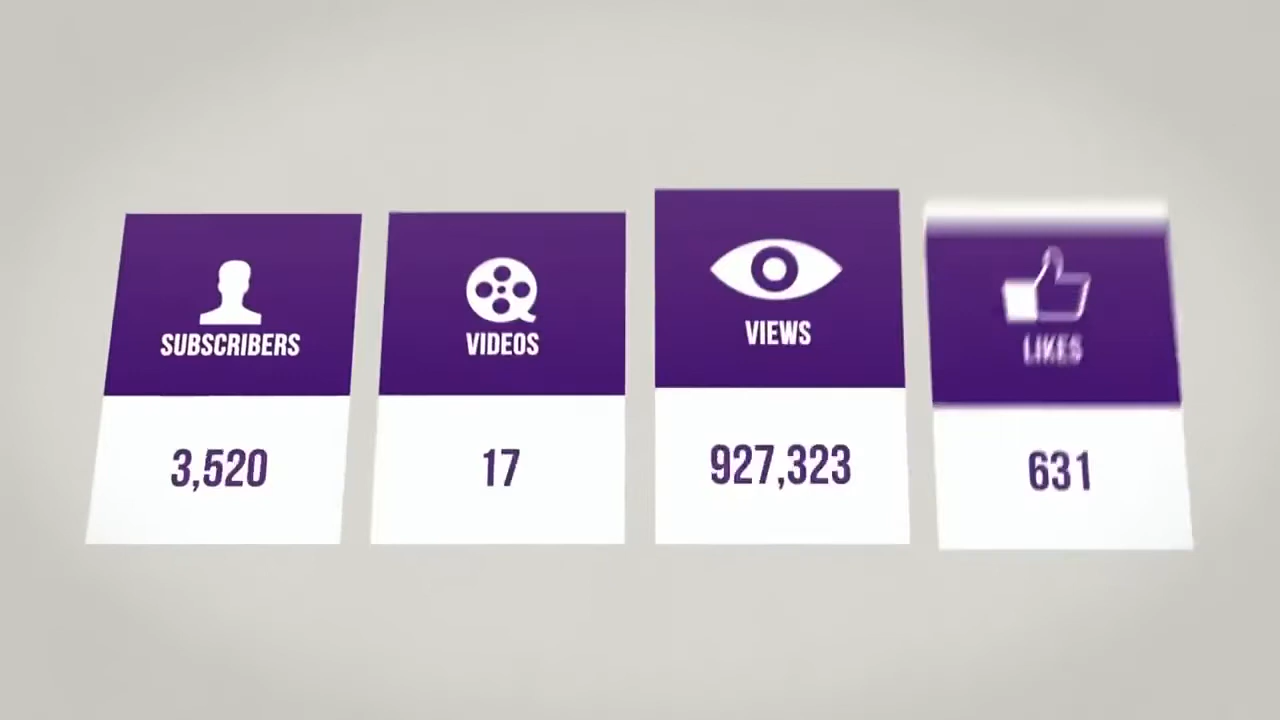 SUBSCRIBERS
3,520
VIDEOS
17
VIEWS
927,323
LIKES
631